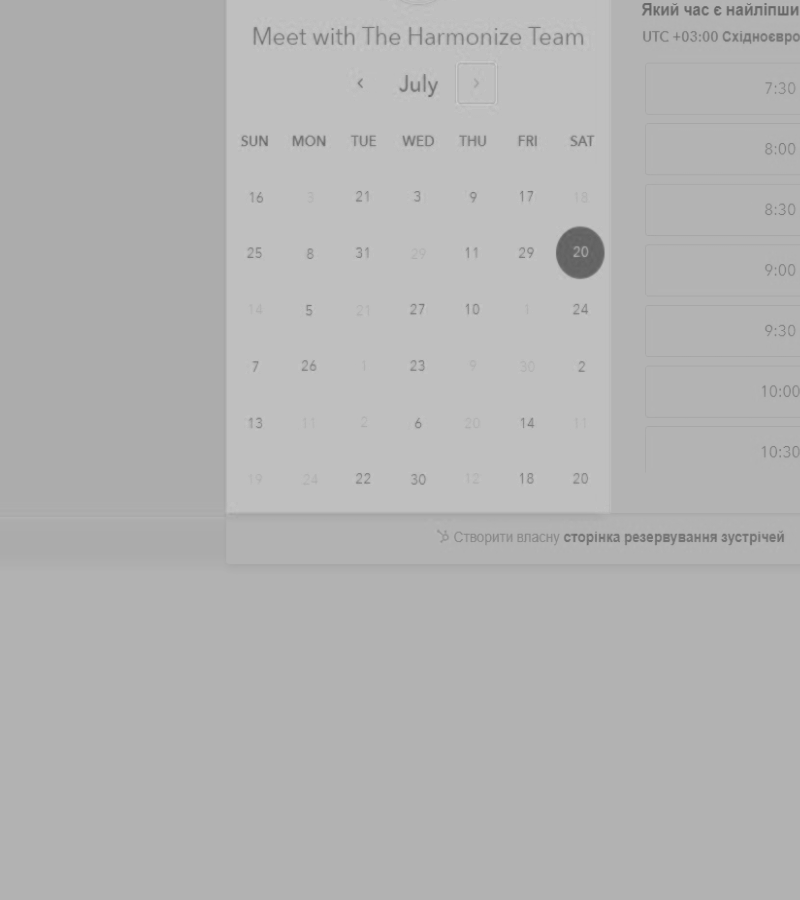 Meet with The Harmonize Team
July
SUN MON TUE WED THU FRI SAT
16 3 21 3 9 17 18
25 8 31 29 11 29 20
14 5 21 27 10 1 24
7 26 1 23 9 30 2
13 11 2 6 20 14 11
19 24 22 30 12 18 20
Який час є найліпши
UTC +03:00 Східноєвро
7:30
8:00
8:30
9:00
9:30
10:00
10:30
Створити власну сторінка резервування зустрічей